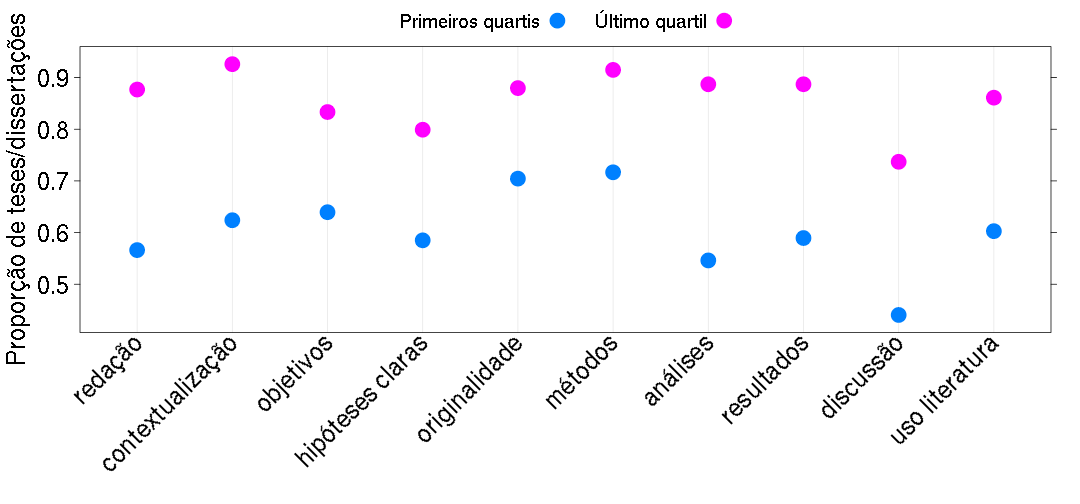 Primeiros quartis
Último quartil
Proporção de teses/dissertações
0.9
0.8
0.7
0.6
0.5
redação
contextualização
objetivos
hipóteses claras
originalidade
métodos
análises
resultados
discussão
uso literatura